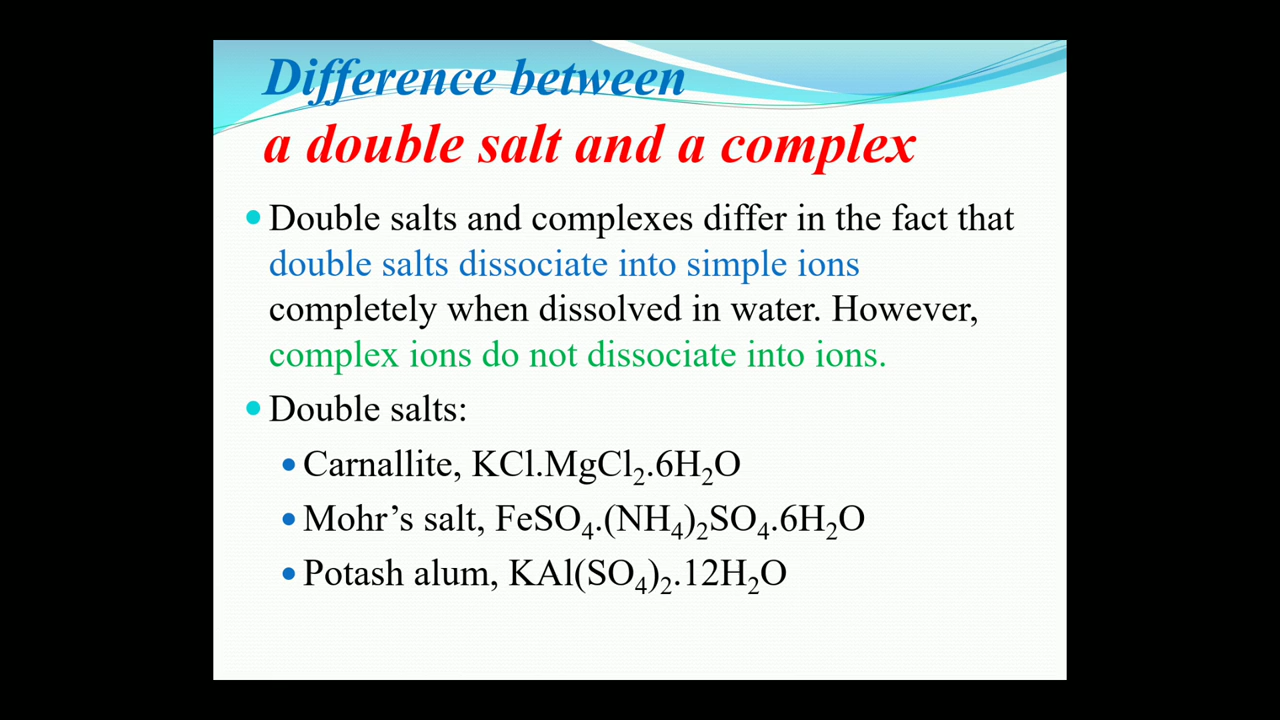 Difference between
a double salt and a complex
• Double salts and complexes differ in the fact that
double salts dissociate into simple ions
completely when dissolved in water. However,
complex ions do not dissociate into ions.
• Double salts:
• Carnallite, KCl.MgCl₂.6H₂O
• Mohr’s salt, FeSO₄.(NH₄)₂SO₄.6H₂O
• Potash alum, KAl(SO₄)₂.12H₂O